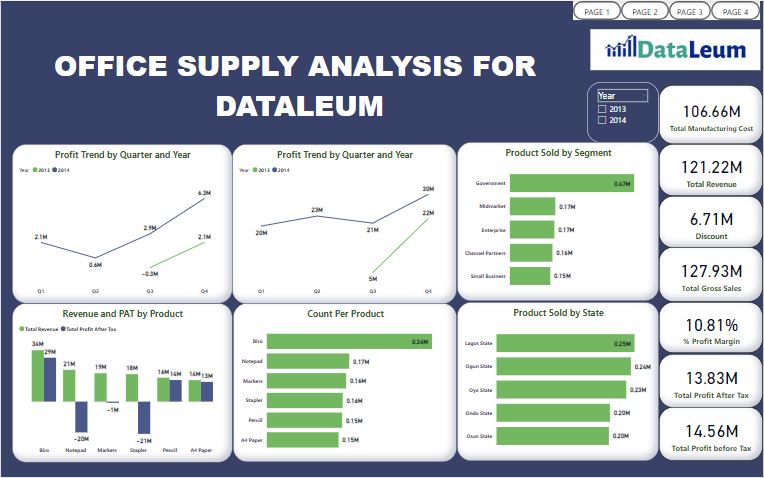 PAGE 1 PAGE 2 PAGE 3 PAGE 4
DataLeum
OFFICE SUPPLY ANALYSIS FOR
DATALEUM
Year
2013
2014
106.66M
Total Manufacturing Cost
121.22M
Total Revenue
6.71M
Discount
127.93M
Total Gross Sales
10.81%
% Profit Margin
13.83M
Total Profit After Tax
14.56M
Total Profit before Tax
Profit Trend by Quarter and Year
Year 2013 2014
6.3M
2.9M
2.1M
2.1M
0.6M
-0.3M
Q1 Q2 Q3 Q4
Profit Trend by Quarter and Year
Year 2013 2014
30M
23M
22M
20M
21M
5M
Q1 Q2 Q3 Q4
Product Sold by Segment
Government 0.47M
Midmarket 0.17M
Enterprise 0.17M
Channel Partners 0.16M
Small Business 0.15M
Revenue and PAT by Product
Total Revenue Total Profit After Tax
34M 29M 21M 19M 18M 16M 14M 14M 13M
-1M
-20M -21M
Biro Notepad Markers Stapler Pencil A4 Paper
Count Per Product
Biro 0.34M
Notepad 0.17M
Markers 0.16M
Stapler 0.16M
Pencil 0.15M
A4 Paper 0.15M
Product Sold by State
Lagos State 0.25M
Ogun State 0.24M
Oyo State 0.23M
Ondo State 0.20M
Osun State 0.20M